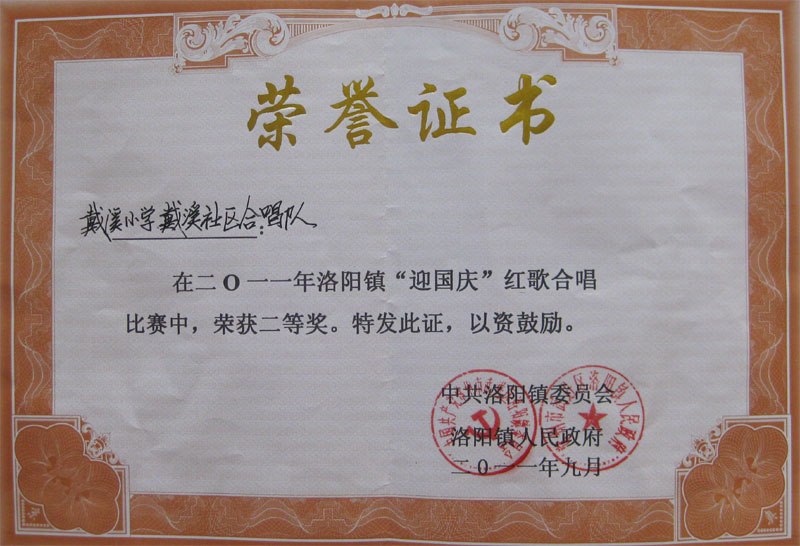 荣誉证书
戴溪小学戴溪社区合唱队:
在二O一一年洛阳镇“迎国庆”红歌合唱
比赛中，荣获二等奖。特发此证，以资鼓励。
中共洛阳镇委员会
洛阳镇人民政府
二O一一年九月